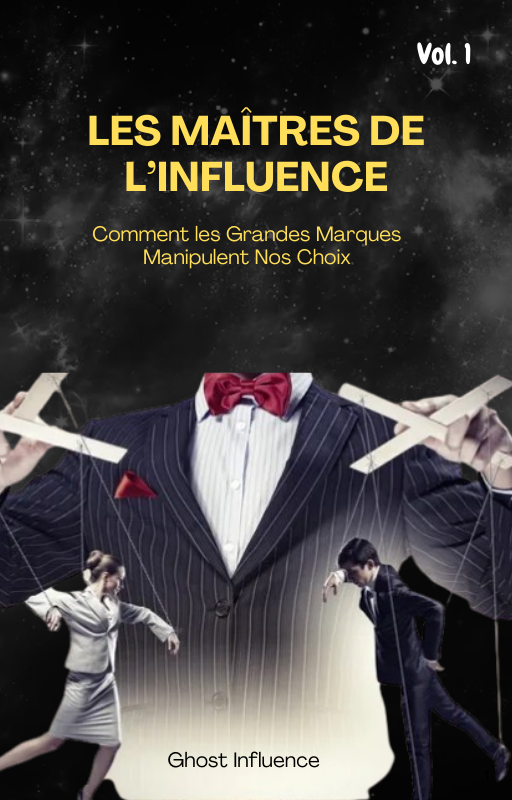 Vol. 1
LES MAÎTRES DE
L’INFLUENCE
Comment les Grandes Marques
Manipulent Nos Choix
Ghost Influence